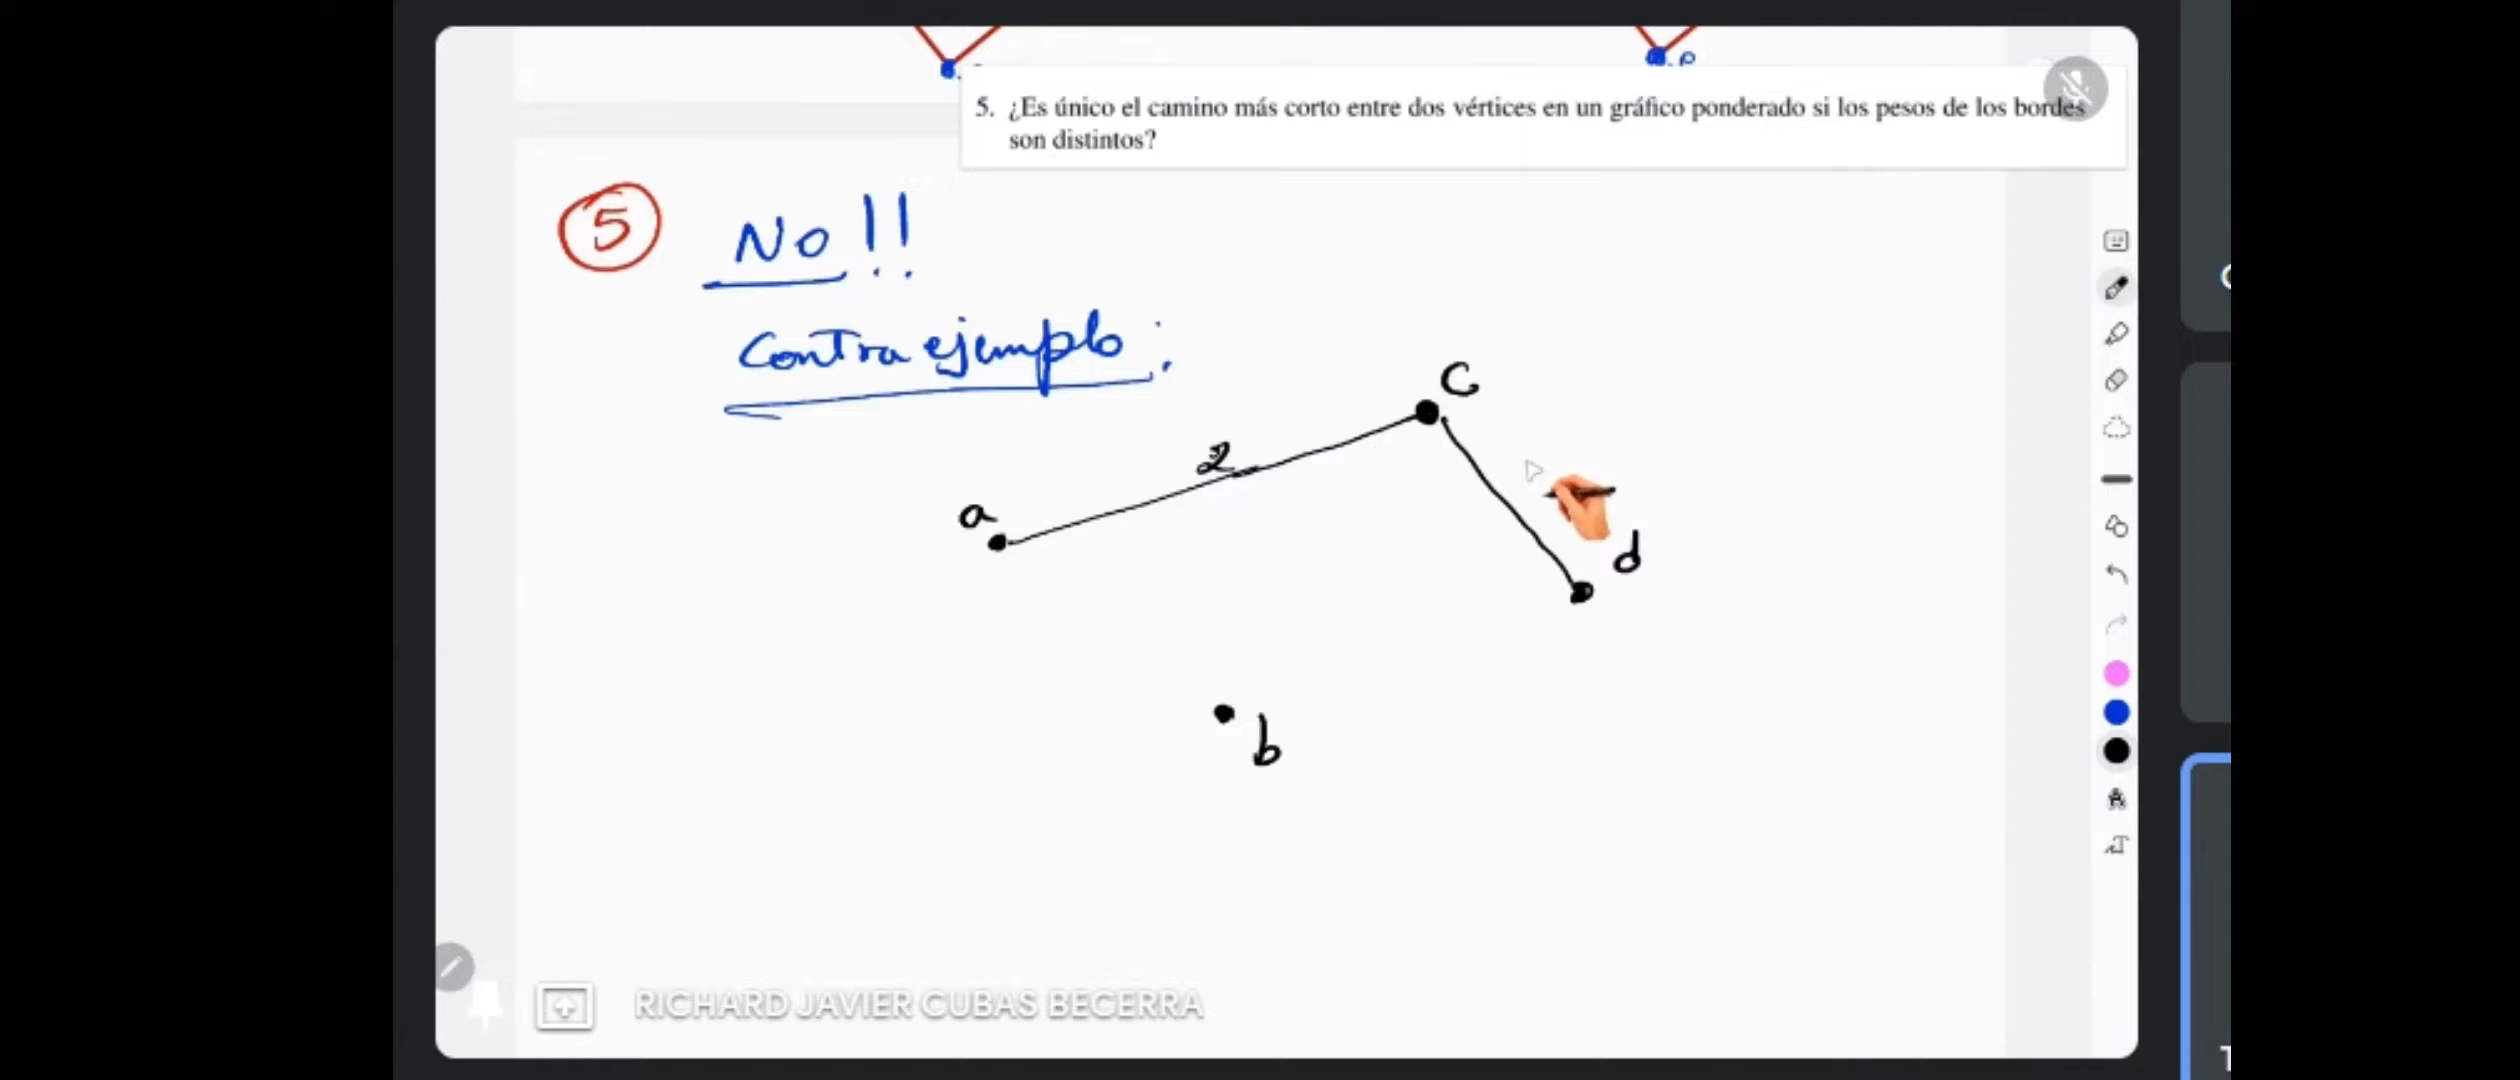 5. ¿Es único el camino más corto entre dos vértices en un gráfico ponderado si los pesos de los bordes
son distintos?
5
No!!
Contraejemplo:
c
2
a
d
b
RICHARD JAVIER CUBAS BECERRA